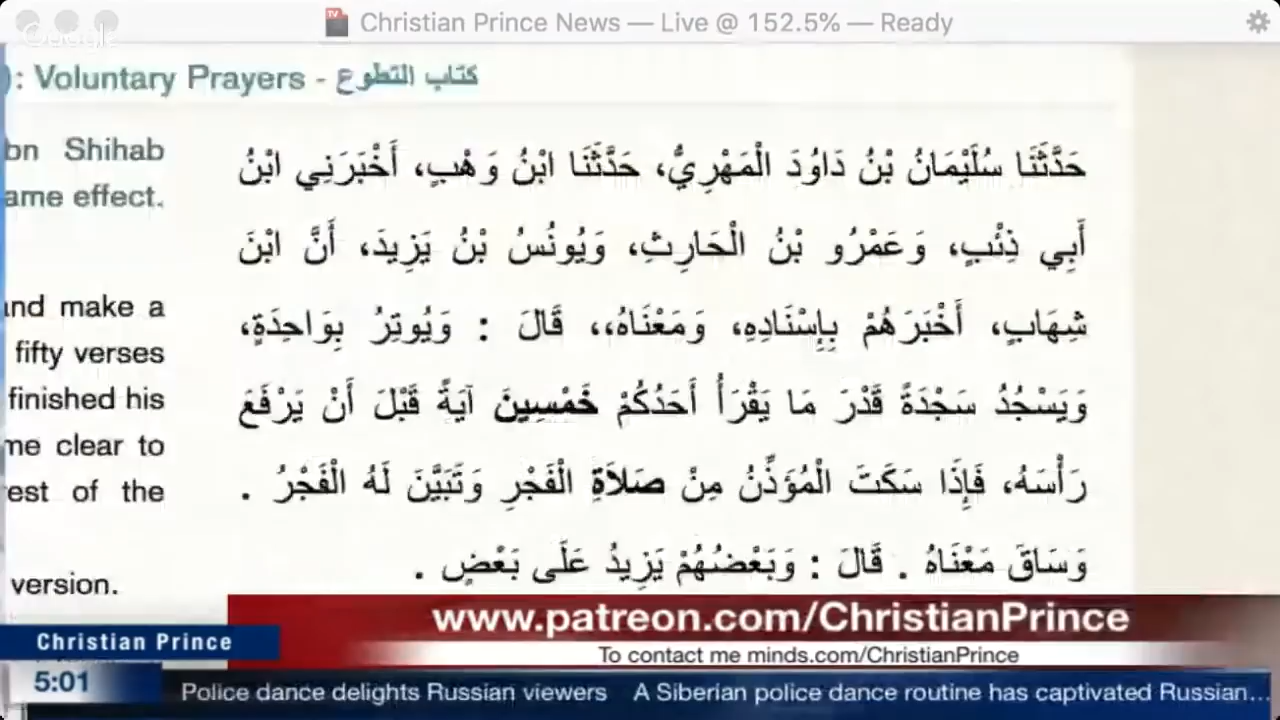 Christian Prince News — Live @ 152.5% — Ready
Google
): Voluntary Prayers - كتاب التطوع
bn Shihab
ame effect.
and make a
fifty verses
finished his
me clear to
est of the
version.
حَدَّثَنَا سُلَيْمَانُ بْنُ دَاوُدَ الْمَهْرِيُّ، حَدَّثَنَا ابْنُ وَهْبٍ، أَخْبَرَنِي ابْنُ
أَبِي ذِئْبٍ، وَعَمْرُو بْنُ الْحَارِثِ، وَيُونُسُ بْنُ يَزِيدَ، أَنَّ ابْنَ
شِهَابٍ، أَخْبَرَهُمْ بِإِسْنَادِهِ، وَمَعْنَاهُ،، قَالَ : وَيُوتِرُ بِوَاحِدَةٍ،
وَيَسْجُدُ سَجْدَةً قَدْرَ مَا يَقْرَأُ أَحَدُكُمْ خَمْسِينَ آيَةً قَبْلَ أَنْ يَرْفَعَ
رَأْسَهُ، فَإِذَا سَكَتَ الْمُؤَذِّنُ مِنْ صَلاَةِ الْفَجْرِ وَتَبَيَّنَ لَهُ الْفَجْرُ .
وَسَاقَ مَعْنَاهُ . قَالَ : وَبَعْضُهُمْ يَزِيدُ عَلَى بَعْضٍ .
www.patreon.com/ChristianPrince
Christian Prince
To contact me minds.com/ChristianPrince
5:01
Police dance delights Russian viewers A Siberian police dance routine has captivated Russian...